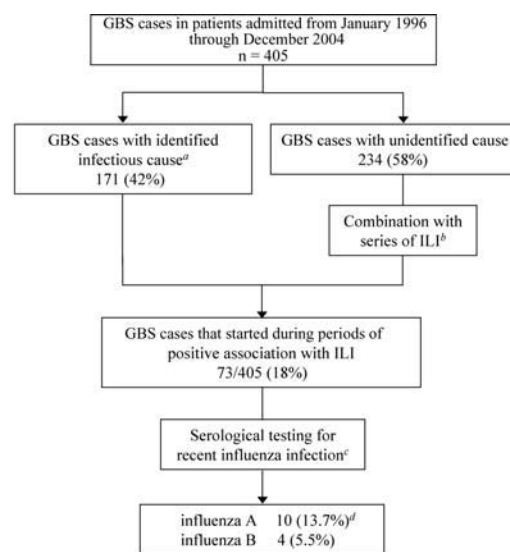 GBS cases in patients admitted from January 1996
through December 2004
n = 405
GBS cases with identified
infectious cause^a
171 (42%)
GBS cases with unidentified cause
234 (58%)
Combination with
series of ILI^b
GBS cases that started during periods of
positive association with ILI
73/405 (18%)
Serological testing for
recent influenza infection^c
influenza A 10 (13.7%)^d
influenza B 4 (5.5%)